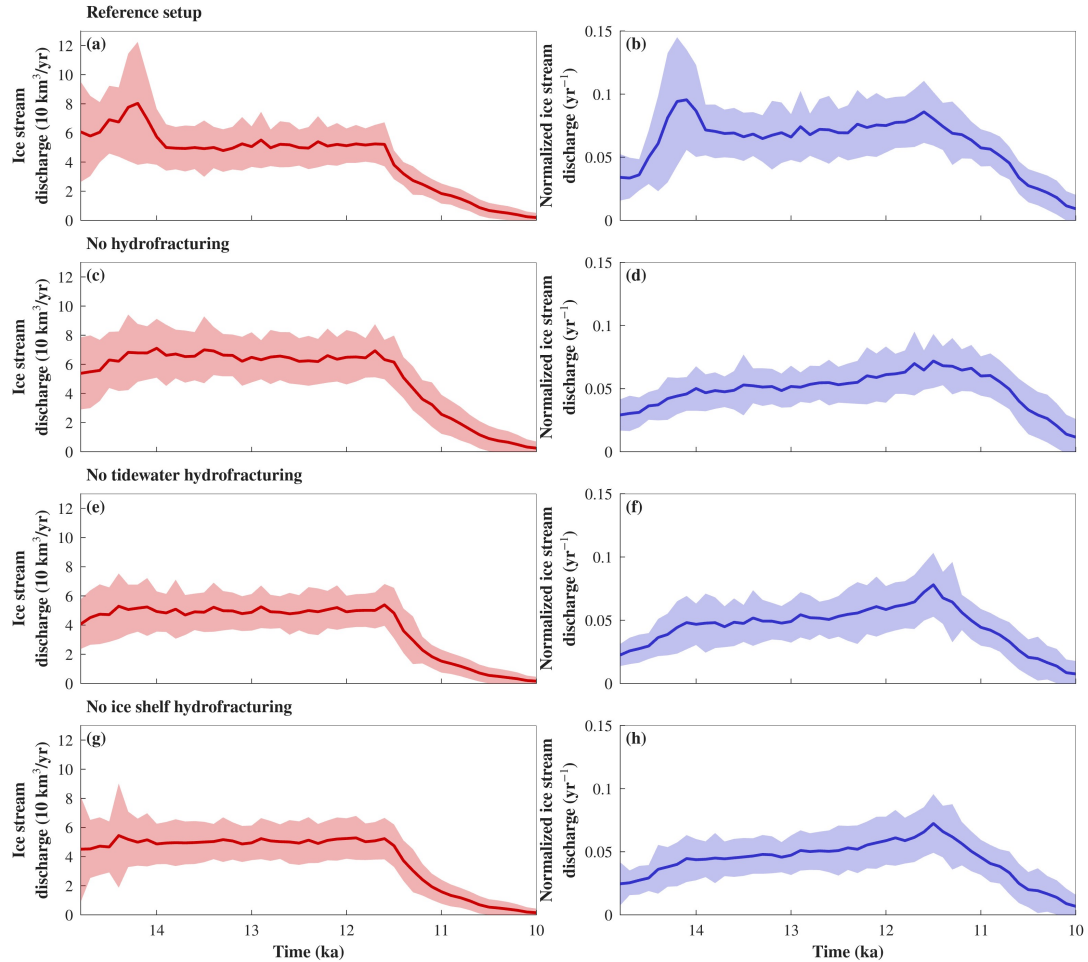 Reference setup
(a)
Ice stream
discharge (10 km³/yr)
12
10
8
6
4
2
0
(b)
Normalized ice stream
discharge (yr⁻¹)
0.15
0.1
0.05
0
No hydrofracturing
(c)
Ice stream
discharge (10 km³/yr)
12
10
8
6
4
2
0
(d)
Normalized ice stream
discharge (yr⁻¹)
0.15
0.1
0.05
0
No tidewater hydrofracturing
(e)
Ice stream
discharge (10 km³/yr)
12
10
8
6
4
2
0
(f)
Normalized ice stream
discharge (yr⁻¹)
0.15
0.1
0.05
0
No ice shelf hydrofracturing
(g)
Ice stream
discharge (10 km³/yr)
12
10
8
6
4
2
0
14 13 12 11 10
Time (ka)
(h)
Normalized ice stream
discharge (yr⁻¹)
0.15
0.1
0.05
0
14 13 12 11 10
Time (ka)